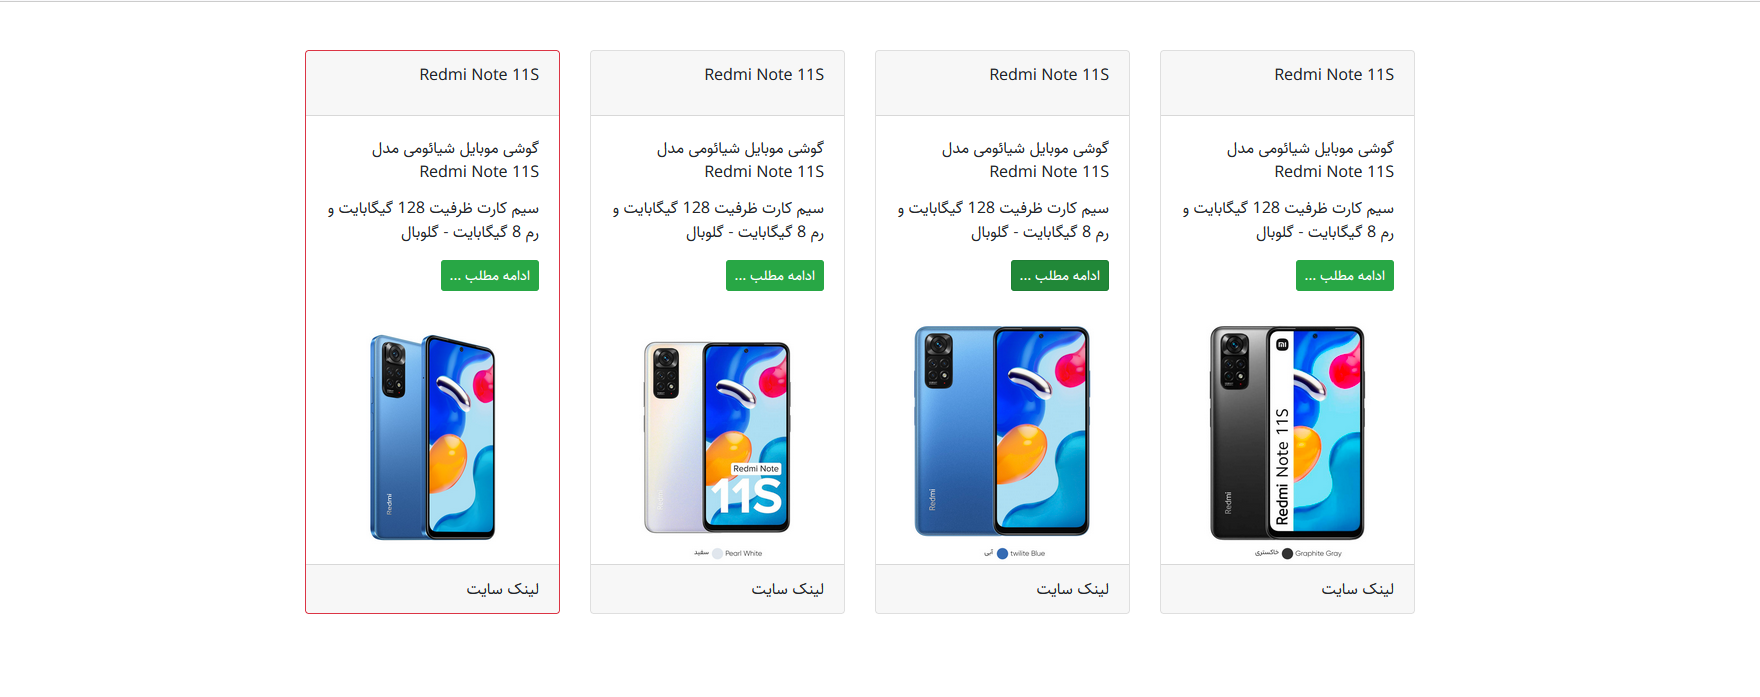 Redmi Note 11S
گوشی موبایل شیائومی مدل
Redmi Note 11S
سیم کارت ظرفیت 128 گیگابایت و
رم 8 گیگابایت - گلوبال
ادامه مطلب ...
Redmi Note 11S
Redmi
خاکستری Graphite Gray
لینک سایت
Redmi Note 11S
گوشی موبایل شیائومی مدل
Redmi Note 11S
سیم کارت ظرفیت 128 گیگابایت و
رم 8 گیگابایت - گلوبال
ادامه مطلب ...
Redmi
آبی twilite Blue
لینک سایت
Redmi Note 11S
گوشی موبایل شیائومی مدل
Redmi Note 11S
سیم کارت ظرفیت 128 گیگابایت و
رم 8 گیگابایت - گلوبال
ادامه مطلب ...
Redmi Note
11S
سفید Pearl White
لینک سایت
Redmi Note 11S
گوشی موبایل شیائومی مدل
Redmi Note 11S
سیم کارت ظرفیت 128 گیگابایت و
رم 8 گیگابایت - گلوبال
ادامه مطلب ...
Redmi
لینک سایت